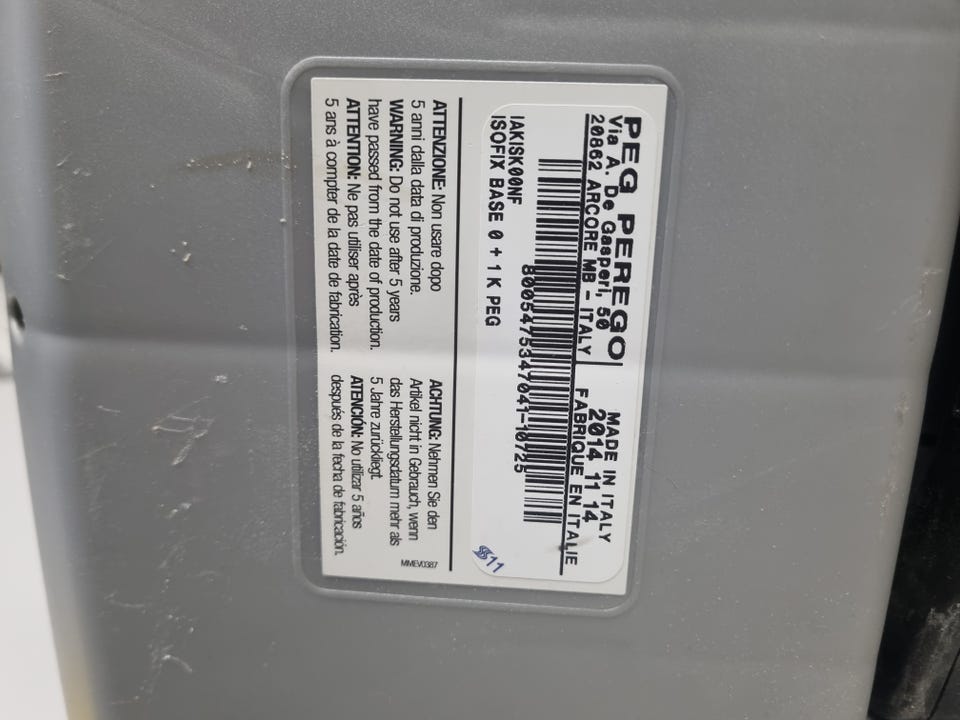 PEG PEREGO
Via A. De Gasperi, 50
20862 ARCORE MB - ITALY
MADE IN ITALY
2014 11 14
FABRIQUE EN ITALIE
8005475347041-10725
IAKISK00NF
ISOFIX BASE 0 + 1 K PEG
11
ATTENZIONE: Non usare dopo
5 anni dalla data di produzione.
WARNING: Do not use after 5 years
have passed from the date of production.
ATTENTION: Ne pas utiliser après
5 ans à compter de la date de fabrication.
ACHTUNG: Nehmen Sie den
Artikel nicht in Gebrauch, wenn
das Herstellungsdatum mehr als
5 Jahre zurückliegt.
ATENCIÓN: No utilizar 5 años
después de la fecha de fabricación.
MMEV0387